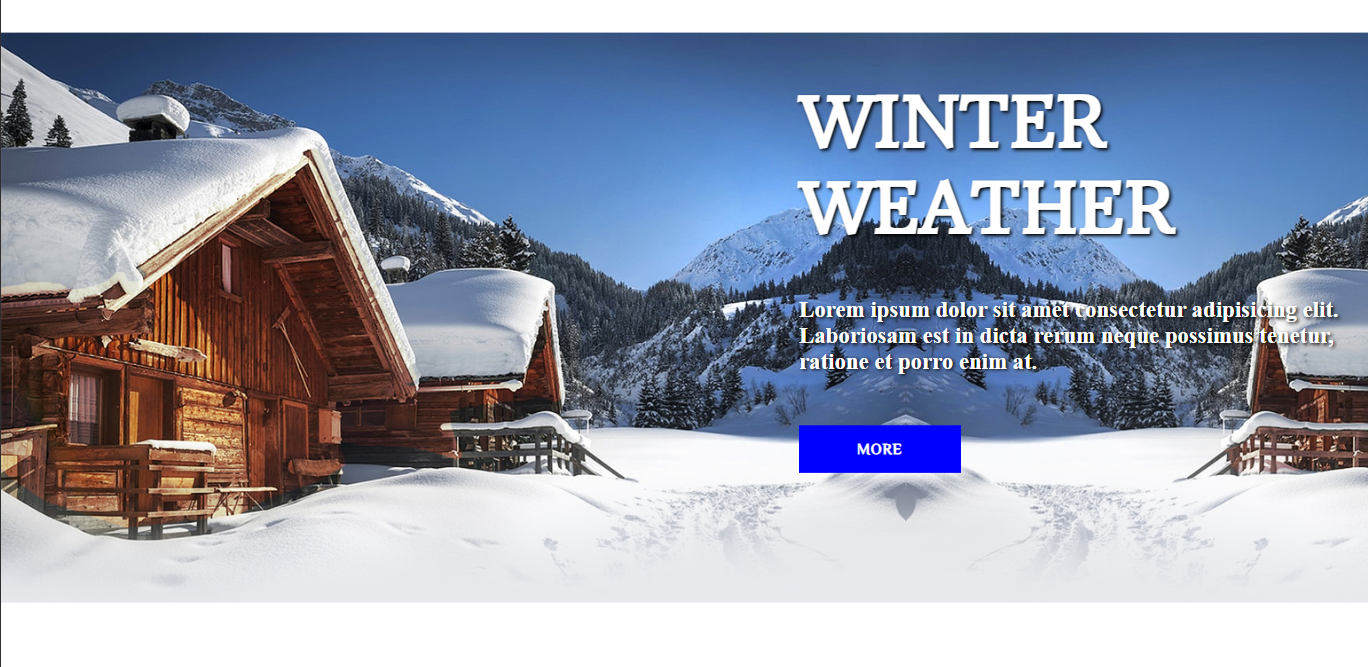 WINTER
WEATHER
Lorem ipsum dolor sit amet consectetur adipisicing elit.
Laboriosam est in dicta rerum neque possimus tenetur,
ratione et porro enim at.
MORE